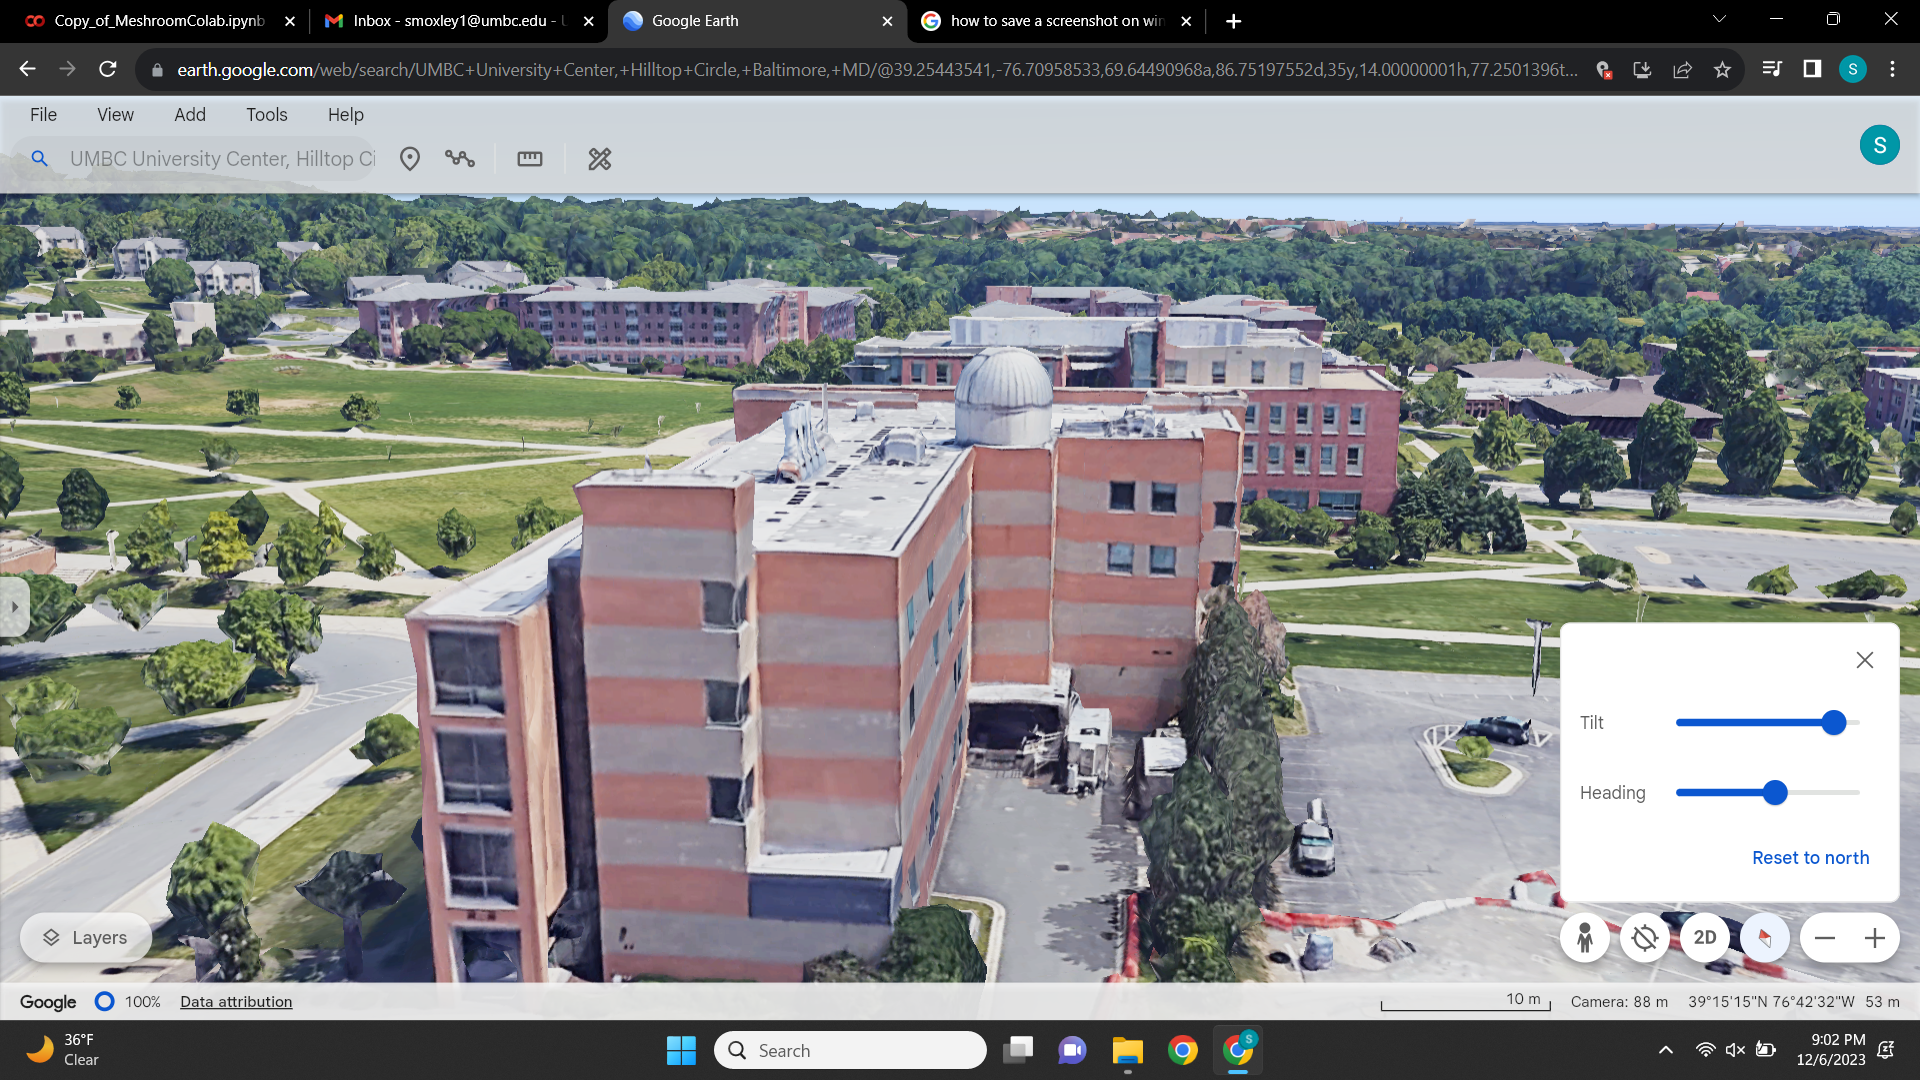 Copy_of_MeshroomColab.ipynb
Inbox - smoxley1@umbc.edu - U
Google Earth
how to save a screenshot on win
earth.google.com/web/search/UMBC+University+Center,+Hilltop+Circle,+Baltimore,+MD/@39.25443541,-76.70958533,69.64490968a,86.75197552d,35y,14.00000001h,77.2501396t...
S
File View Add Tools Help
UMBC University Center, Hilltop Ci
S
Tilt
Heading
Reset to north
Layers
2D
Google 100% Data attribution
10 m Camera: 88 m 39°15'15"N 76°42'32"W 53 m
36°F
Clear
Search
S
9:02 PM
12/6/2023